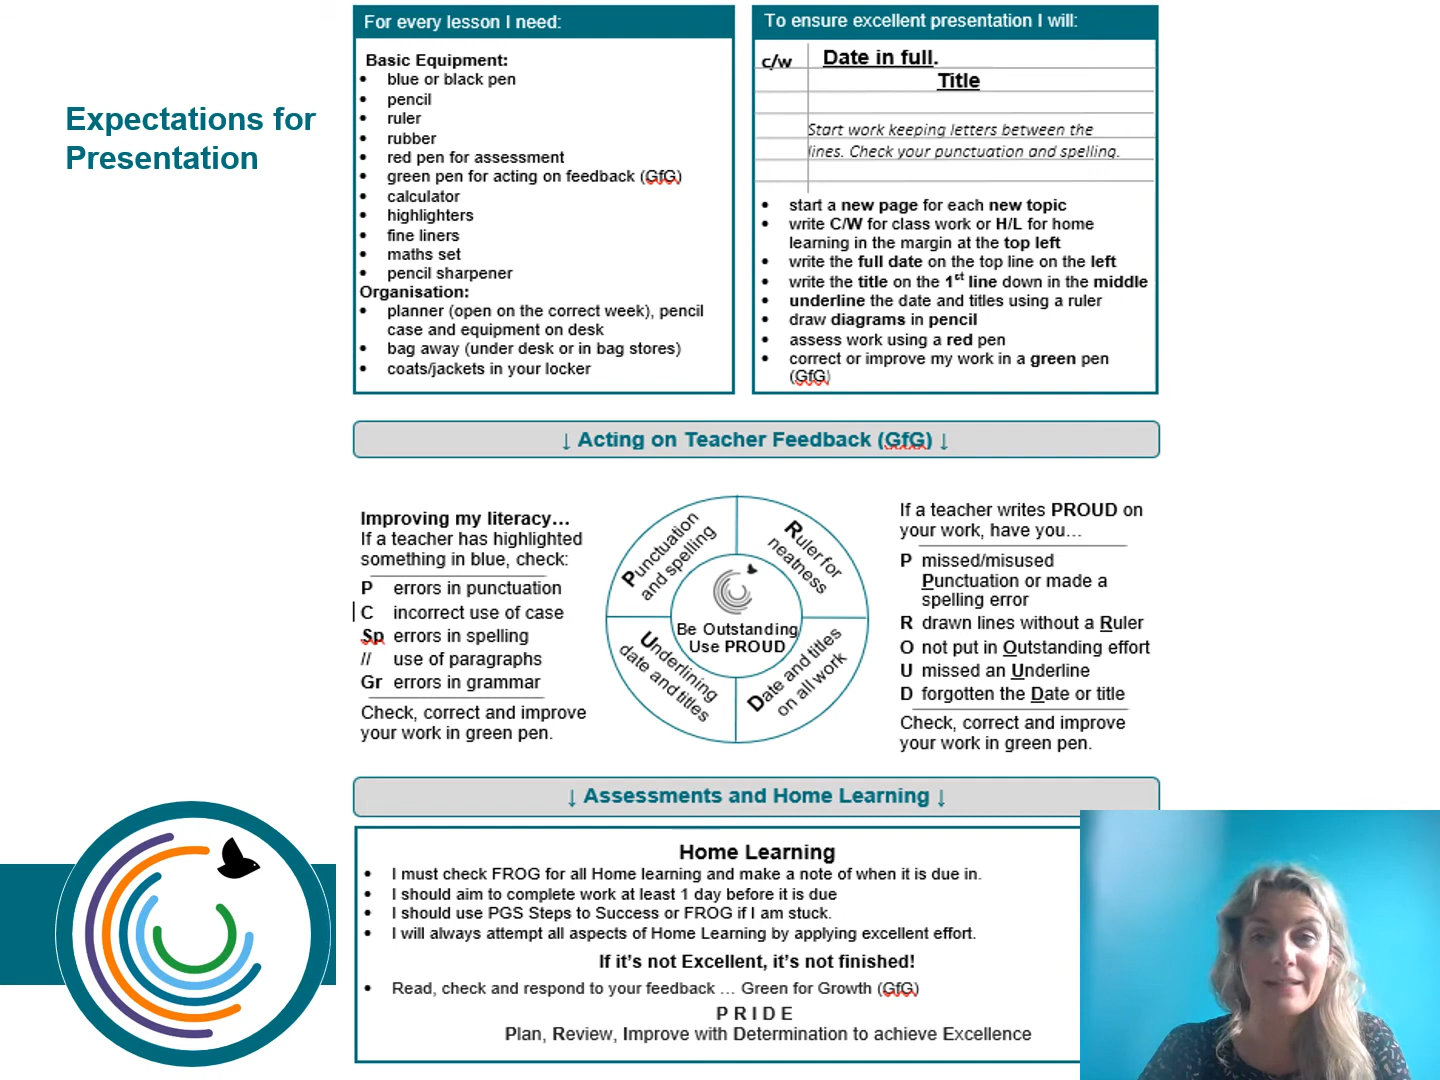 Expectations for
Presentation
For every lesson I need:
Basic Equipment:
• blue or black pen
• pencil
• ruler
• rubber
• red pen for assessment
• green pen for acting on feedback (GfG)
• calculator
• highlighters
• fine liners
• maths set
• pencil sharpener
Organisation:
• planner (open on the correct week), pencil
case and equipment on desk
• bag away (under desk or in bag stores)
• coats/jackets in your locker
To ensure excellent presentation I will:
c/w Date in full.
Title
Start work keeping letters between the
lines. Check your punctuation and spelling.
• start a new page for each new topic
• write C/W for class work or H/L for home
learning in the margin at the top left
• write the full date on the top line on the left
• write the title on the 1st line down in the middle
• underline the date and titles using a ruler
• draw diagrams in pencil
• assess work using a red pen
• correct or improve my work in a green pen
(GfG)
↓ Acting on Teacher Feedback (GfG) ↓
Improving my literacy…
If a teacher has highlighted
something in blue, check:
P errors in punctuation
C incorrect use of case
Sp errors in spelling
// use of paragraphs
Gr errors in grammar
Check, correct and improve
your work in green pen.
Punctuation
and spelling
Ruler for
neatness
Be Outstanding
Use PROUD
Underlining
date and titles
Date and titles
on all work
If a teacher writes PROUD on
your work, have you…
P missed/misused
Punctuation or made a
spelling error
R drawn lines without a Ruler
O not put in Outstanding effort
U missed an Underline
D forgotten the Date or title
Check, correct and improve
your work in green pen.
↓ Assessments and Home Learning ↓
Home Learning
• I must check FROG for all Home learning and make a note of when it is due in.
• I should aim to complete work at least 1 day before it is due
• I should use PGS Steps to Success or FROG if I am stuck.
• I will always attempt all aspects of Home Learning by applying excellent effort.
If it's not Excellent, it's not finished!
• Read, check and respond to your feedback … Green for Growth (GfG)
P R I D E
Plan, Review, Improve with Determination to achieve Excellence